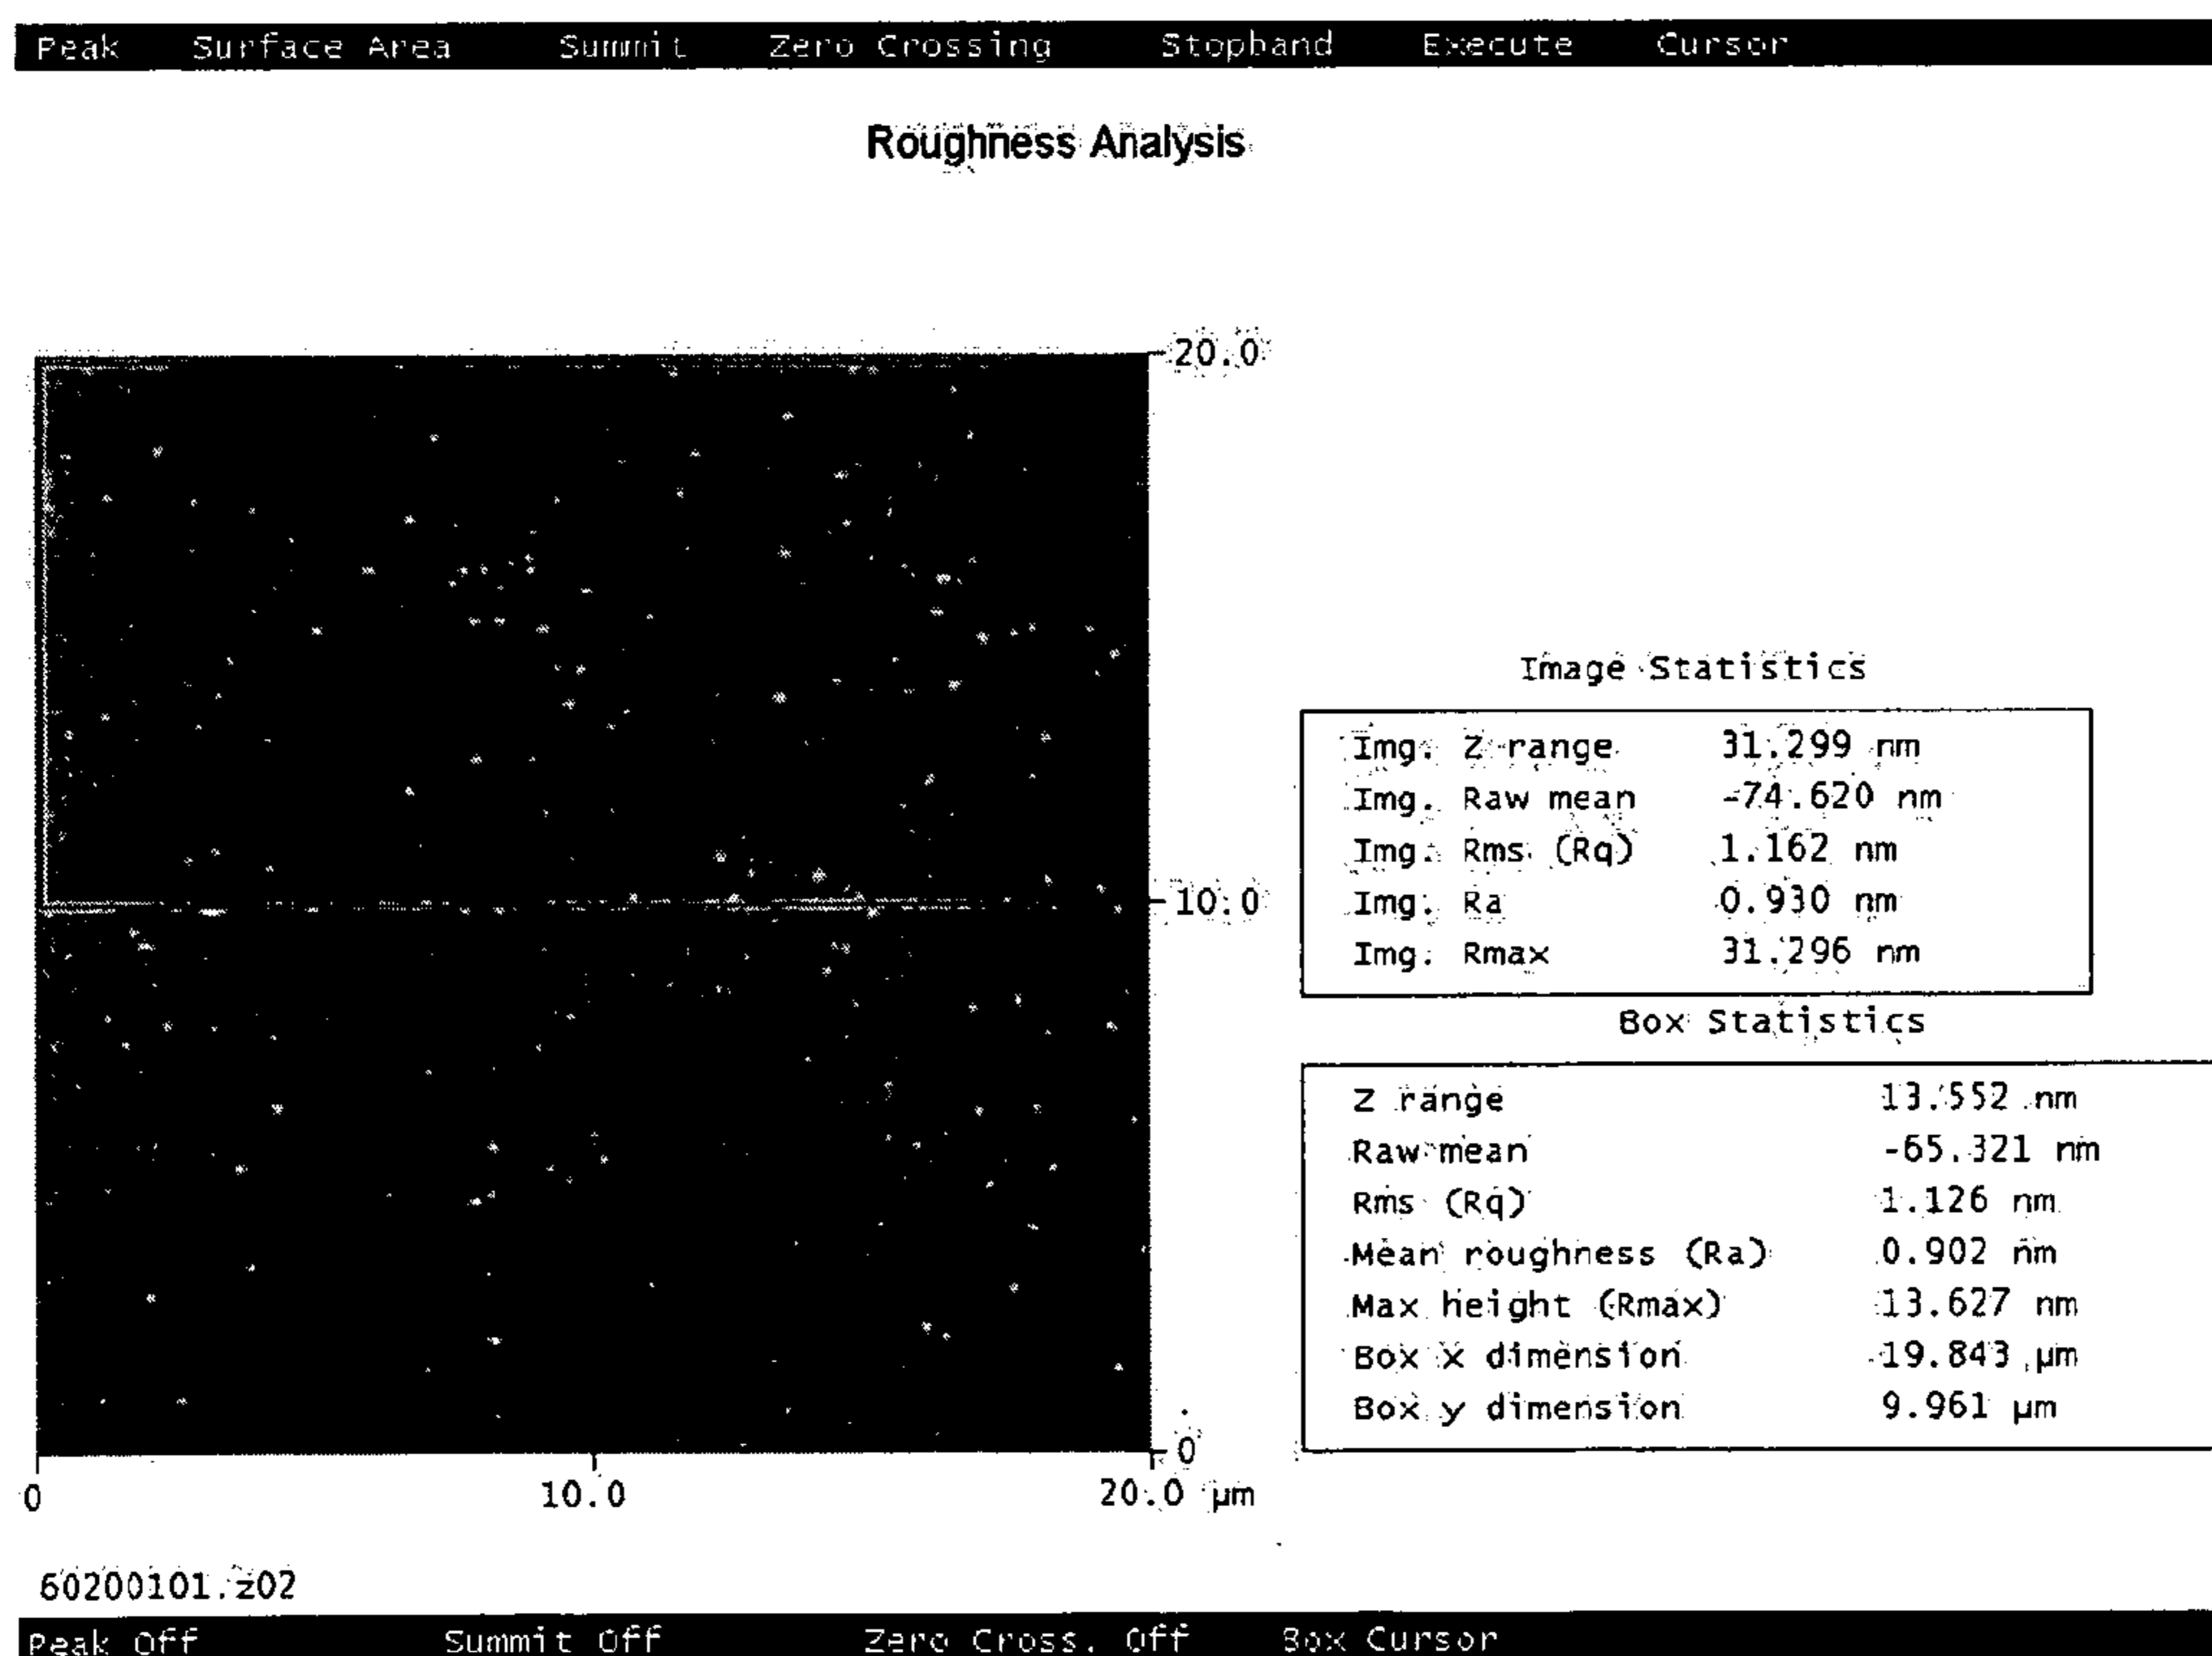 Peak Surface Area Summit Zero Crossing Stopband Execute Cursor
Roughness Analysis
20.0
10.0
0
0 10.0 20.0 µm
Image Statistics
Img. Z range 31.299 nm
Img. Raw mean -74.620 nm
Img. Rms (Rq) 1.162 nm
Img. Ra 0.930 nm
Img. Rmax 31.296 nm
Box Statistics
Z range 13.552 nm
Raw mean -65.321 nm
Rms (Rq) 1.126 nm
Mean roughness (Ra) 0.902 nm
Max height (Rmax) 13.627 nm
Box x dimension 19.843 µm
Box y dimension 9.961 µm
60200101.z02
Peak Off Summit Off Zero Cross. Off Box Cursor